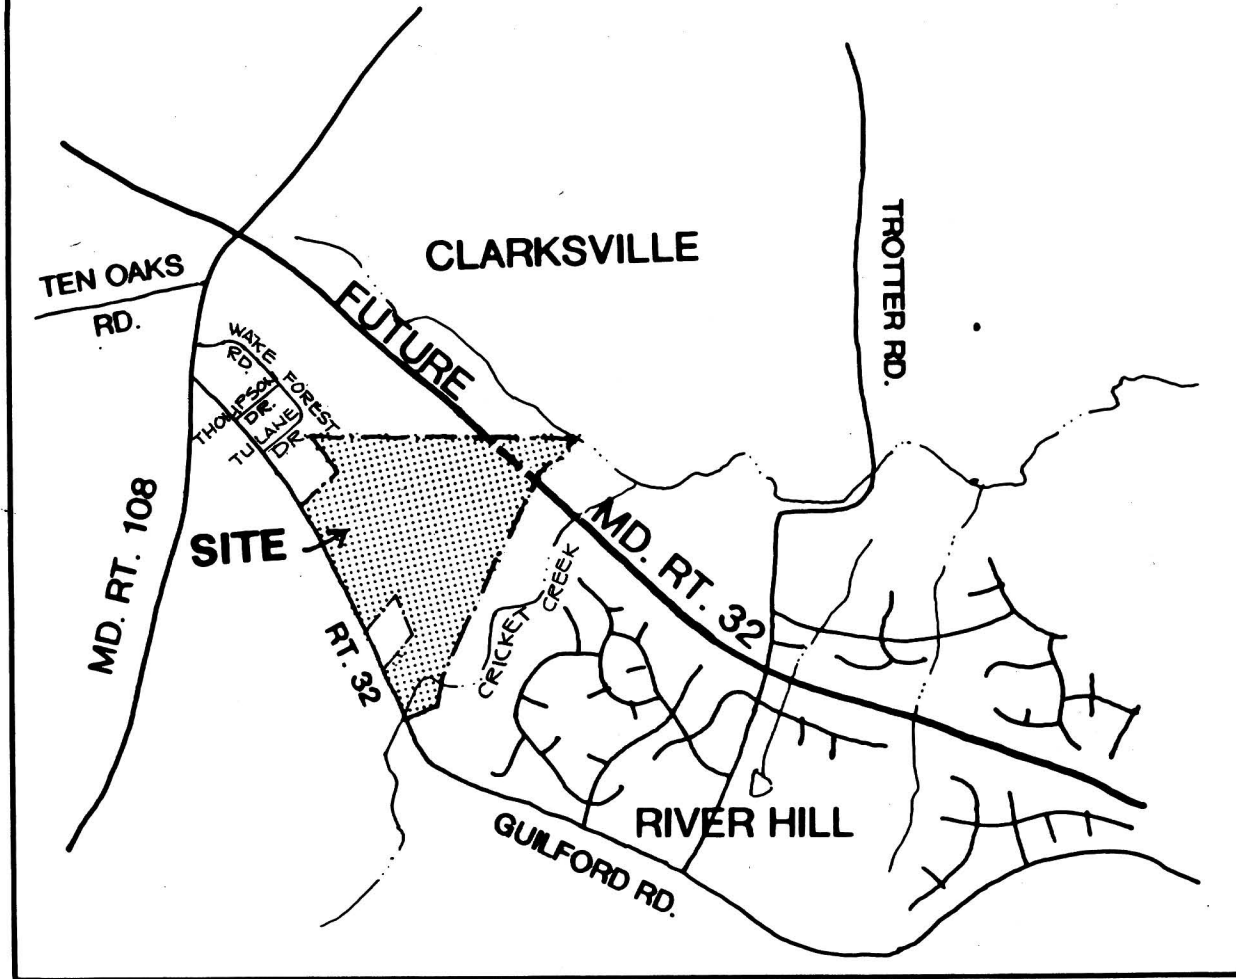 CLARKSVILLE
TEN OAKS
RD.
FUTURE
MD. RT. 32
TROTTER RD.
WAKE FOREST
RD.
THOMPSON
DR.
TULANE
DR.
SITE
MD. RT. 108
RT. 32
CRICKET CREEK
RIVER HILL
GUILFORD RD.